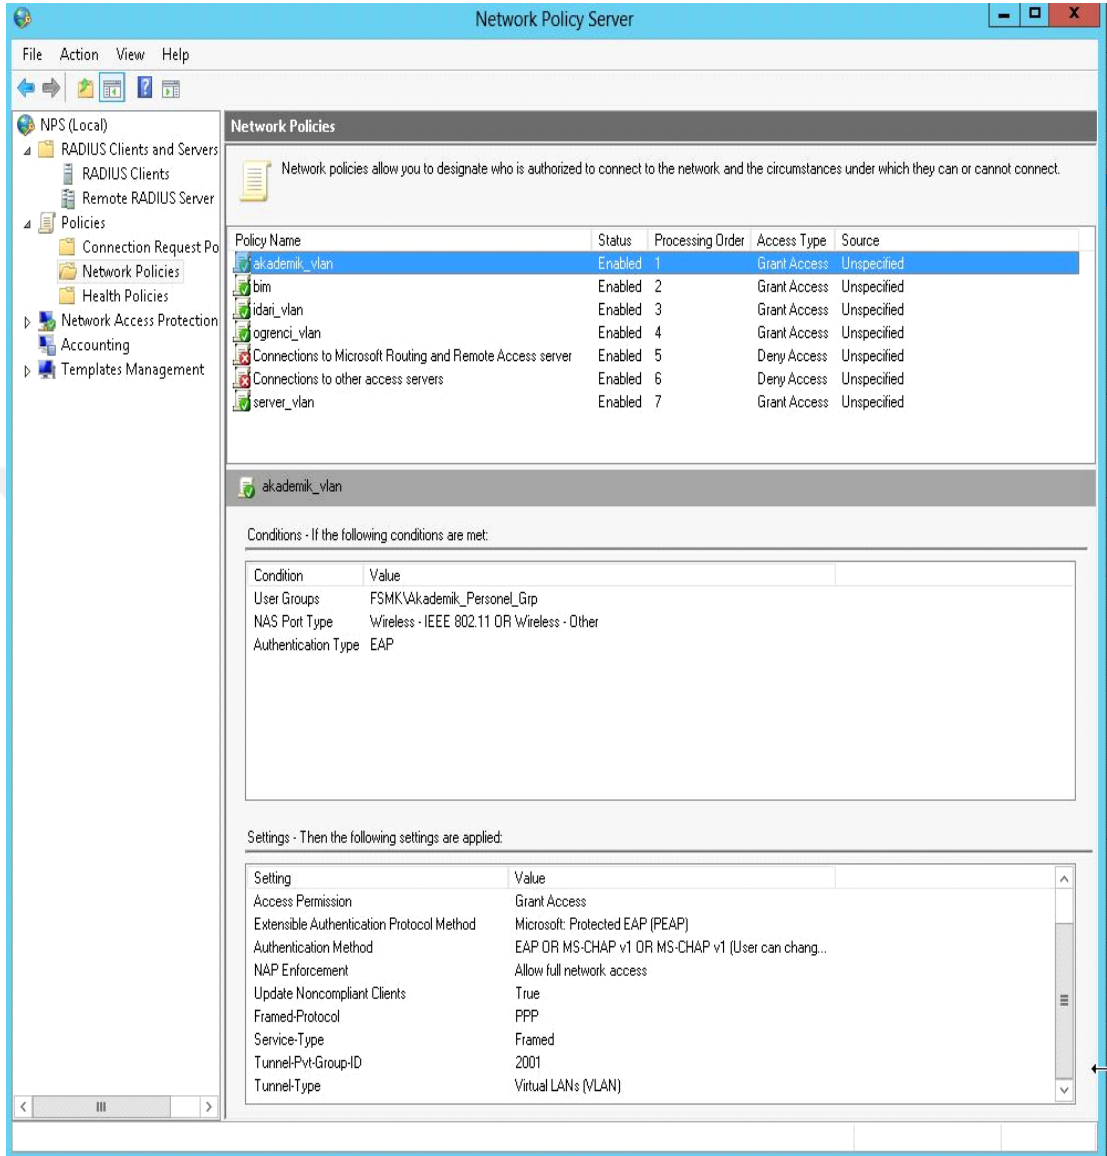 Network Policy Server
File Action View Help
NPS (Local)
RADIUS Clients and Servers
RADIUS Clients
Remote RADIUS Server
Policies
Connection Request Po
Network Policies
Health Policies
Network Access Protection
Accounting
Templates Management
Network Policies
Network policies allow you to designate who is authorized to connect to the network and the circumstances under which they can or cannot connect.
Policy Name Status Processing Order Access Type Source
akademik_vlan Enabled 1 Grant Access Unspecified
bim Enabled 2 Grant Access Unspecified
idari_vlan Enabled 3 Grant Access Unspecified
ogrenci_vlan Enabled 4 Grant Access Unspecified
Connections to Microsoft Routing and Remote Access server Enabled 5 Deny Access Unspecified
Connections to other access servers Enabled 6 Deny Access Unspecified
server_vlan Enabled 7 Grant Access Unspecified
akademik_vlan
Conditions - If the following conditions are met:
Condition Value
User Groups FSMK\Akademik_Personel_Grp
NAS Port Type Wireless - IEEE 802.11 OR Wireless - Other
Authentication Type EAP
Settings - Then the following settings are applied:
Setting Value
Access Permission Grant Access
Extensible Authentication Protocol Method Microsoft: Protected EAP (PEAP)
Authentication Method EAP OR MS-CHAP v1 OR MS-CHAP v1 (User can chang...
NAP Enforcement Allow full network access
Update Noncompliant Clients True
Framed-Protocol PPP
Service-Type Framed
Tunnel-Pvt-Group-ID 2001
Tunnel-Type Virtual LANs (VLAN)